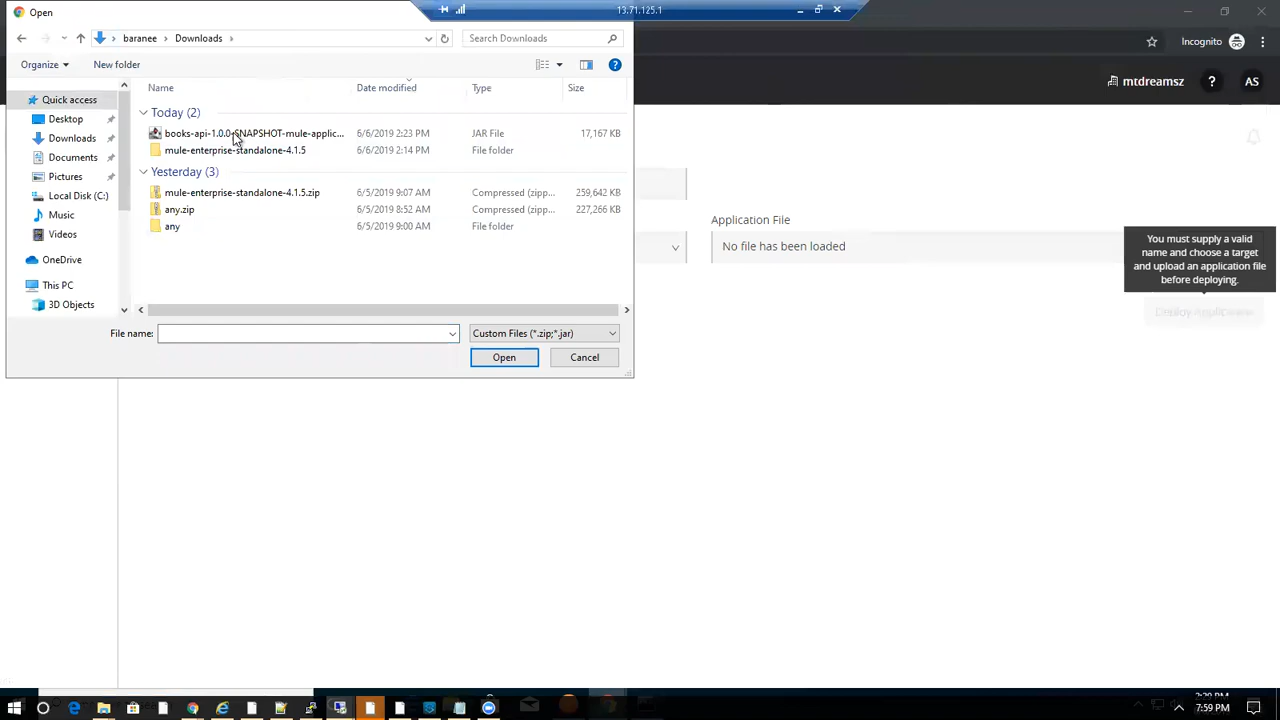 Open
13.71.125.1
baranee > Downloads >
Search Downloads
Organize
New folder
Incognito
mtdreamsz
?
AS
Name
Date modified
Type
Size
Quick access
Desktop
Downloads
Documents
Pictures
Local Disk (C:)
Music
Videos
OneDrive
This PC
3D Objects
Today (2)
books-api-1.0.0-SNAPSHOT-mule-applic... 6/6/2019 2:23 PM JAR File 17,167 KB
mule-enterprise-standalone-4.1.5 6/6/2019 2:14 PM File folder
Yesterday (3)
mule-enterprise-standalone-4.1.5.zip 6/5/2019 9:07 AM Compressed (zipp... 259,642 KB
any.zip 6/5/2019 8:52 AM Compressed (zipp... 227,266 KB
any 6/5/2019 9:00 AM File folder
File name:
Custom Files (*.zip;*.jar)
Open
Cancel
Application File
No file has been loaded
You must supply a valid
name and choose a target
and upload an application file
before deploying.
Deploy Application
7:59 PM